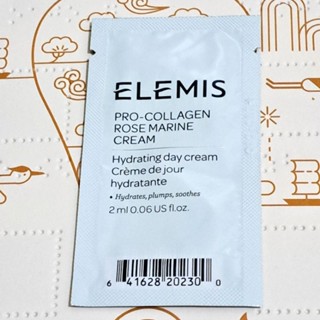 ELEMIS
PRO-COLLAGEN
ROSE MARINE
CREAM
Hydrating day cream
Crème de jour
hydratante
• Hydrates, plumps, soothes
2 ml 0.06 US fl.oz.
6 41628 20230 0